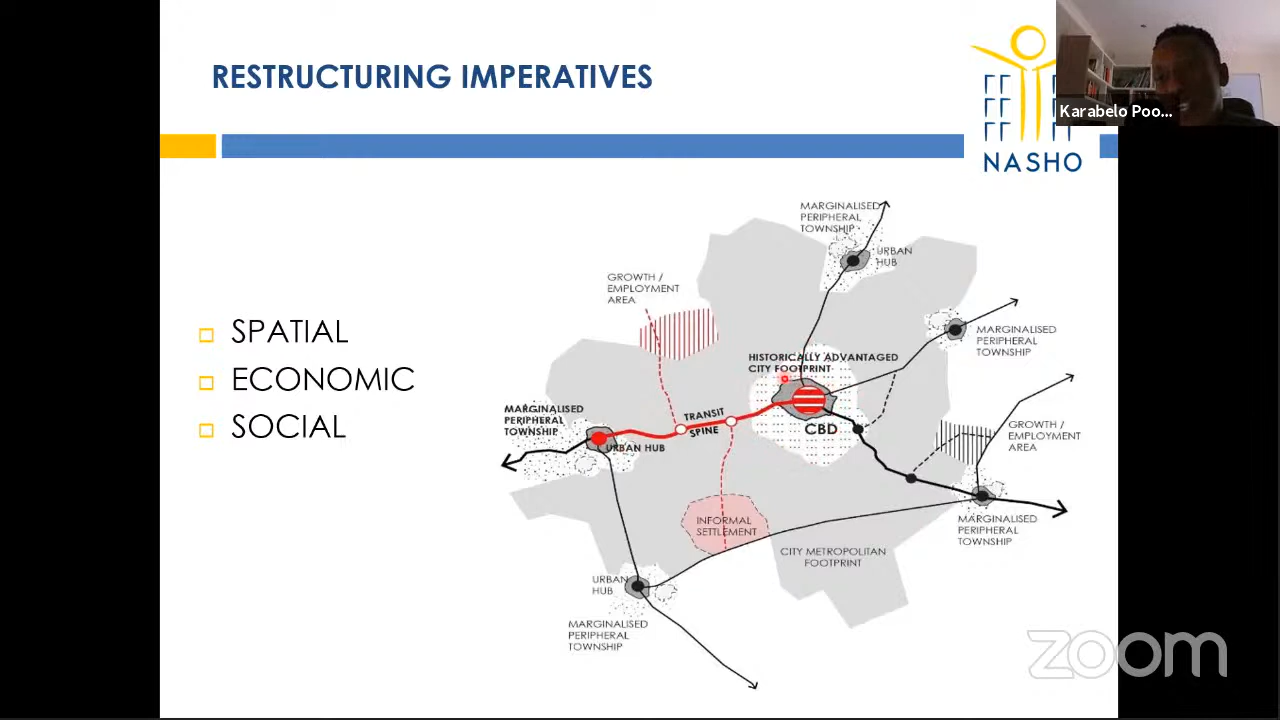 RESTRUCTURING IMPERATIVES
Karabelo Poo...
NASHO
SPATIAL
ECONOMIC
SOCIAL
MARGINALISED
PERIPHERAL
TOWNSHIP
URBAN
HUB
GROWTH /
EMPLOYMENT
AREA
MARGINALISED
PERIPHERAL
TOWNSHIP
HISTORICALLY ADVANTAGED
CITY FOOTPRINT
MARGINALISED
PERIPHERAL
TOWNSHIP
TRANSIT
SPINE
CBD
URBAN HUB
GROWTH /
EMPLOYMENT
AREA
INFORMAL
SETTLEMENT
MARGINALISED
PERIPHERAL
TOWNSHIP
CITY METROPOLITAN
FOOTPRINT
URBAN
HUB
MARGINALISED
PERIPHERAL
TOWNSHIP
zoom